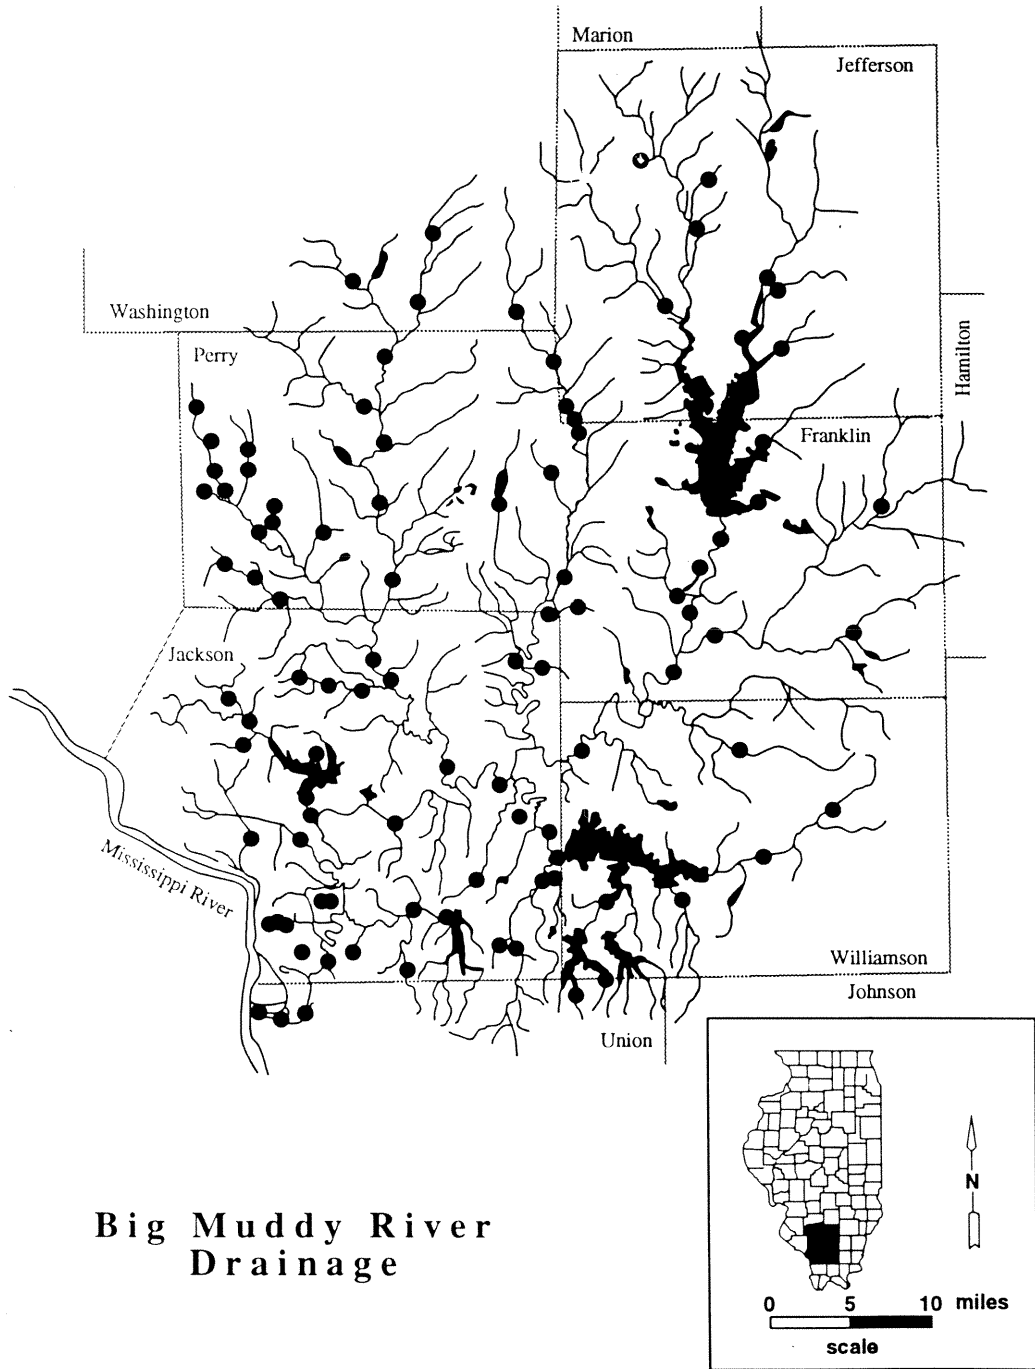 Marion
Jefferson
Washington
Perry
Hamilton
Franklin
Jackson
Mississippi River
Williamson
Johnson
Union
N
Big Muddy River
Drainage
0 5 10 miles
scale